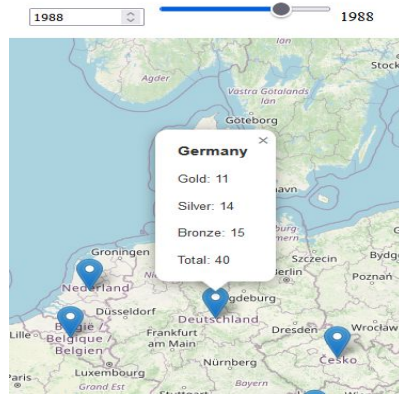 1988
1988
Stock
Agder
Västra Götalands
län
Göteborg
Germany
×
Gold: 11
Silver: 14
Bronze: 15
Total: 40
Groningen
Szczecin
Bydg
Nederland
gdeburg
Poznań
Düsseldorf
Deutschland
Lille
België /
Belgique
Belgien
Frankfurt
am Main
Dresden
Wrocław
Česko
Luxembourg
Nürnberg
Paris
Grand Est
Bayern